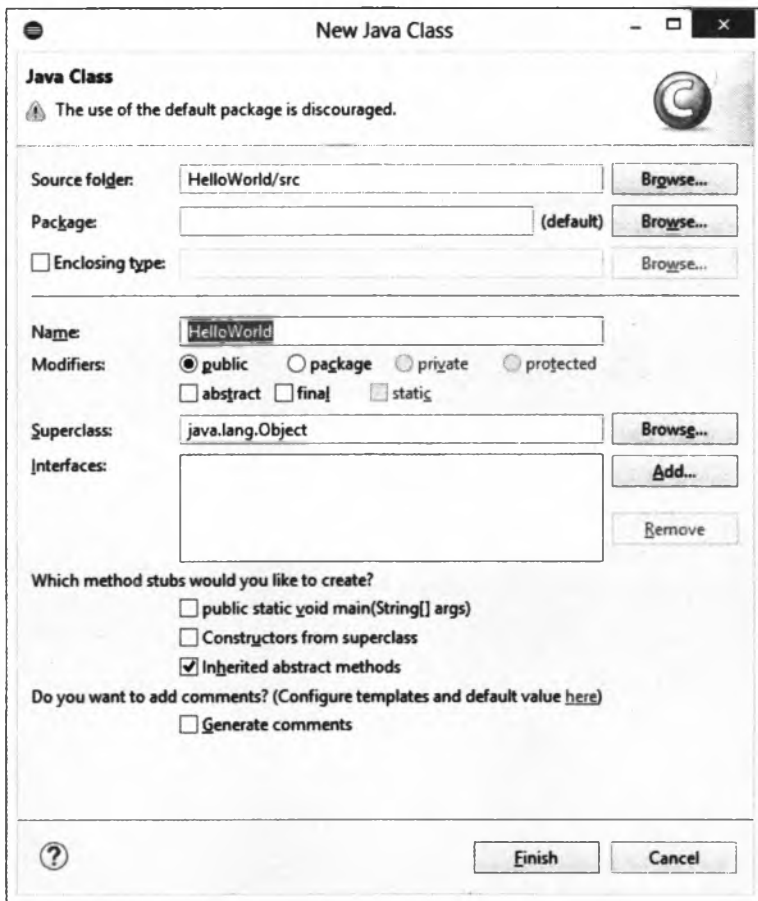 New Java Class
Java Class
The use of the default package is discouraged.
Source folder: HelloWorld/src Browse...
Package: (default) Browse...
Enclosing type: Browse...
Name: HelloWorld
Modifiers: public package private protected
abstract final static
Superclass: java.lang.Object Browse...
Interfaces: Add...
Remove
Which method stubs would you like to create?
public static void main(String[] args)
Constructors from superclass
Inherited abstract methods
Do you want to add comments? (Configure templates and default value here)
Generate comments
? Finish Cancel